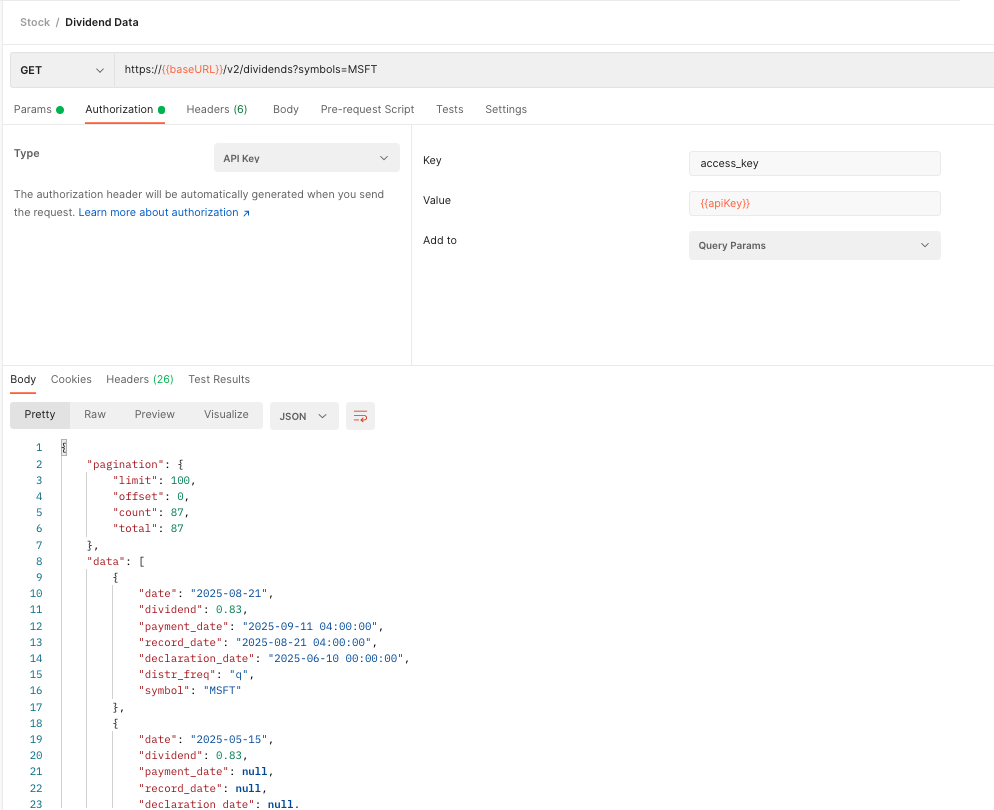 Stock / Dividend Data
GET https://{{baseURL}}/v2/dividends?symbols=MSFT
Params Authorization Headers (6) Body Pre-request Script Tests Settings
Type API Key
The authorization header will be automatically generated when you send
the request. Learn more about authorization ↗
Key access_key
Value {{apiKey}}
Add to Query Params
Body Cookies Headers (26) Test Results
Pretty Raw Preview Visualize JSON
1 {
2 "pagination": {
3 "limit": 100,
4 "offset": 0,
5 "count": 87,
6 "total": 87
7 },
8 "data": [
9 {
10 "date": "2025-08-21",
11 "dividend": 0.83,
12 "payment_date": "2025-09-11 04:00:00",
13 "record_date": "2025-08-21 04:00:00",
14 "declaration_date": "2025-06-10 00:00:00",
15 "distr_freq": "q",
16 "symbol": "MSFT"
17 },
18 {
19 "date": "2025-05-15",
20 "dividend": 0.83,
21 "payment_date": null,
22 "record_date": null,
23 "declaration_date": null,